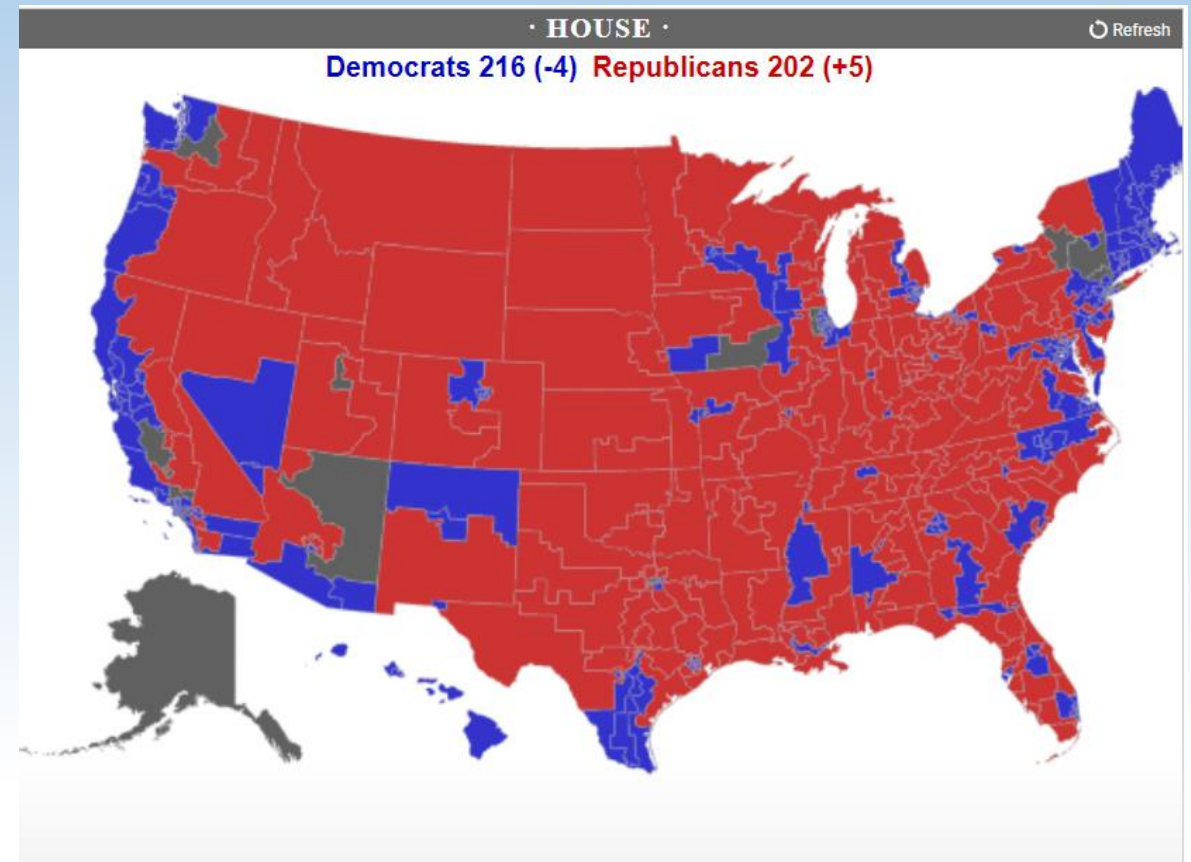 · HOUSE ·
Refresh
Democrats 216 (-4) Republicans 202 (+5)